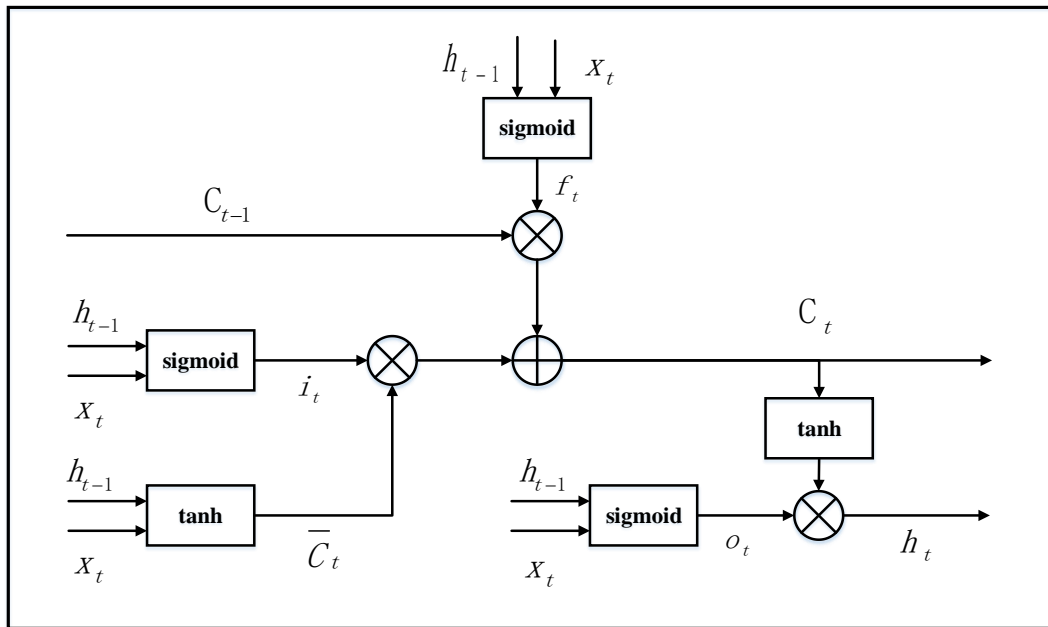 h_{t-1} x_t
sigmoid
f_t
C_{t-1}
h_{t-1}
sigmoid
x_t
i_t
C_t
tanh
h_{t-1}
tanh
x_t
\overline{C}_t
h_{t-1}
sigmoid
x_t
o_t
h_t